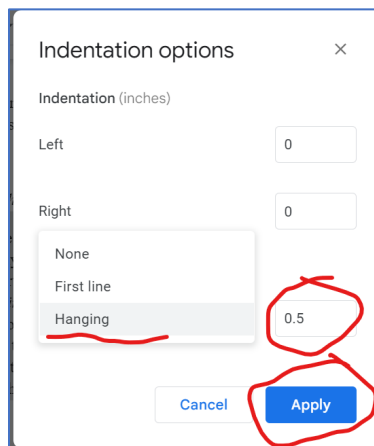 Indentation options
Indentation (inches)
Left 0
Right 0
None
First line
Hanging 0.5
Cancel Apply